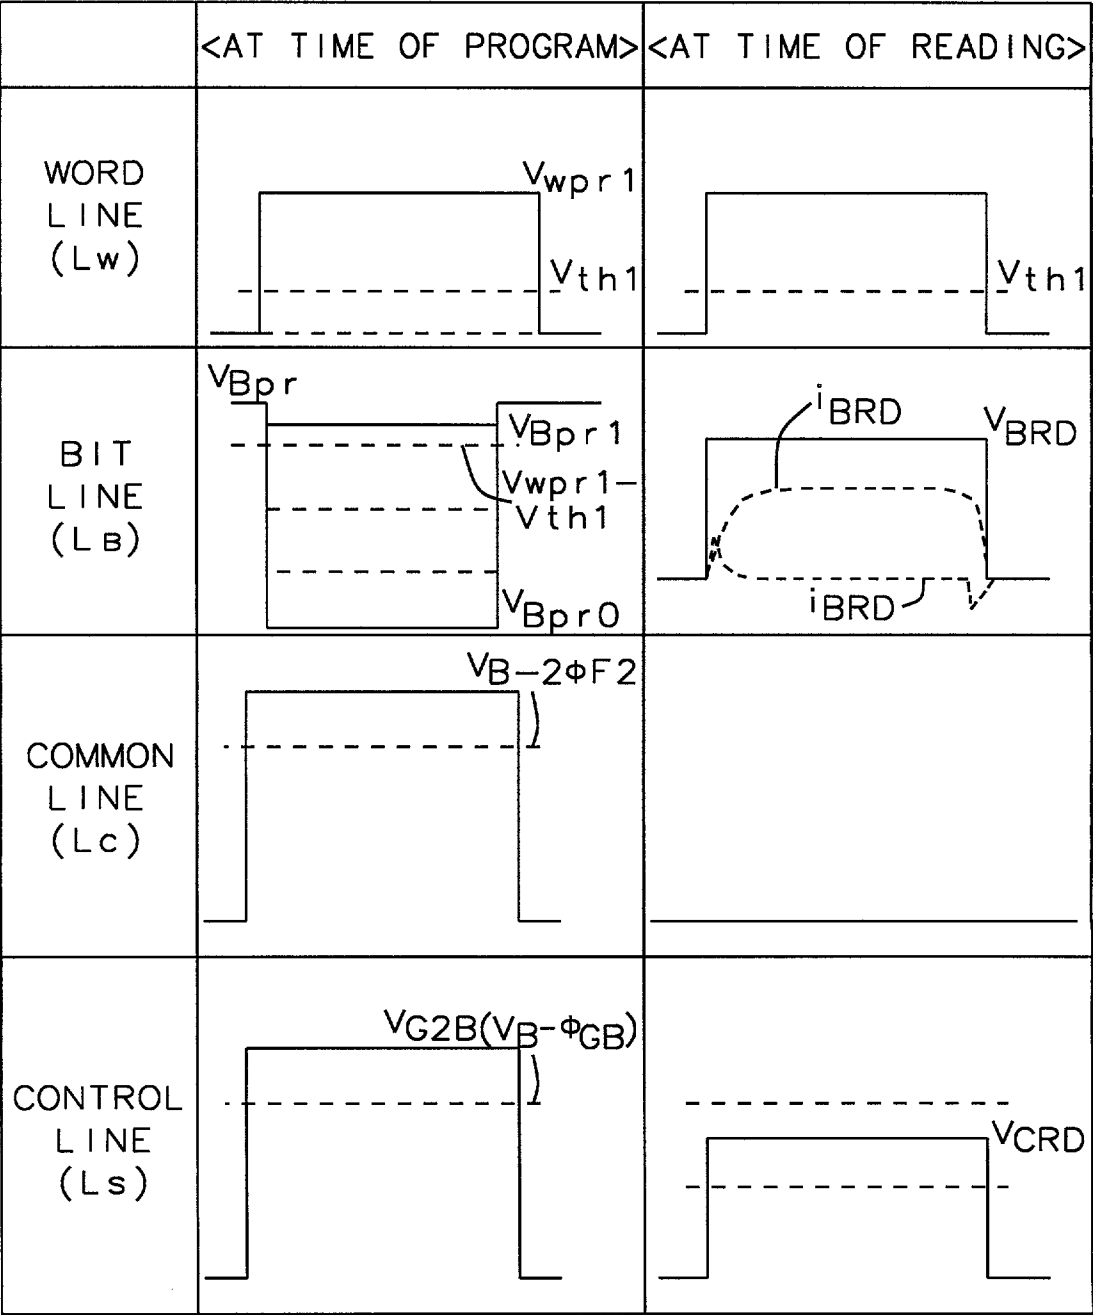 <AT TIME OF PROGRAM> <AT TIME OF READING>
WORD
LINE
(Lw)
Vwpr1
Vth1
Vth1
BIT
LINE
(LB)
VBpr
VBpr1
Vwpr1-
Vth1
VBpr0
iBRD
VBRD
iBRD
COMMON
LINE
(Lc)
VB-2ΦF2
CONTROL
LINE
(Ls)
VG2B(VB-ΦGB)
VCRD